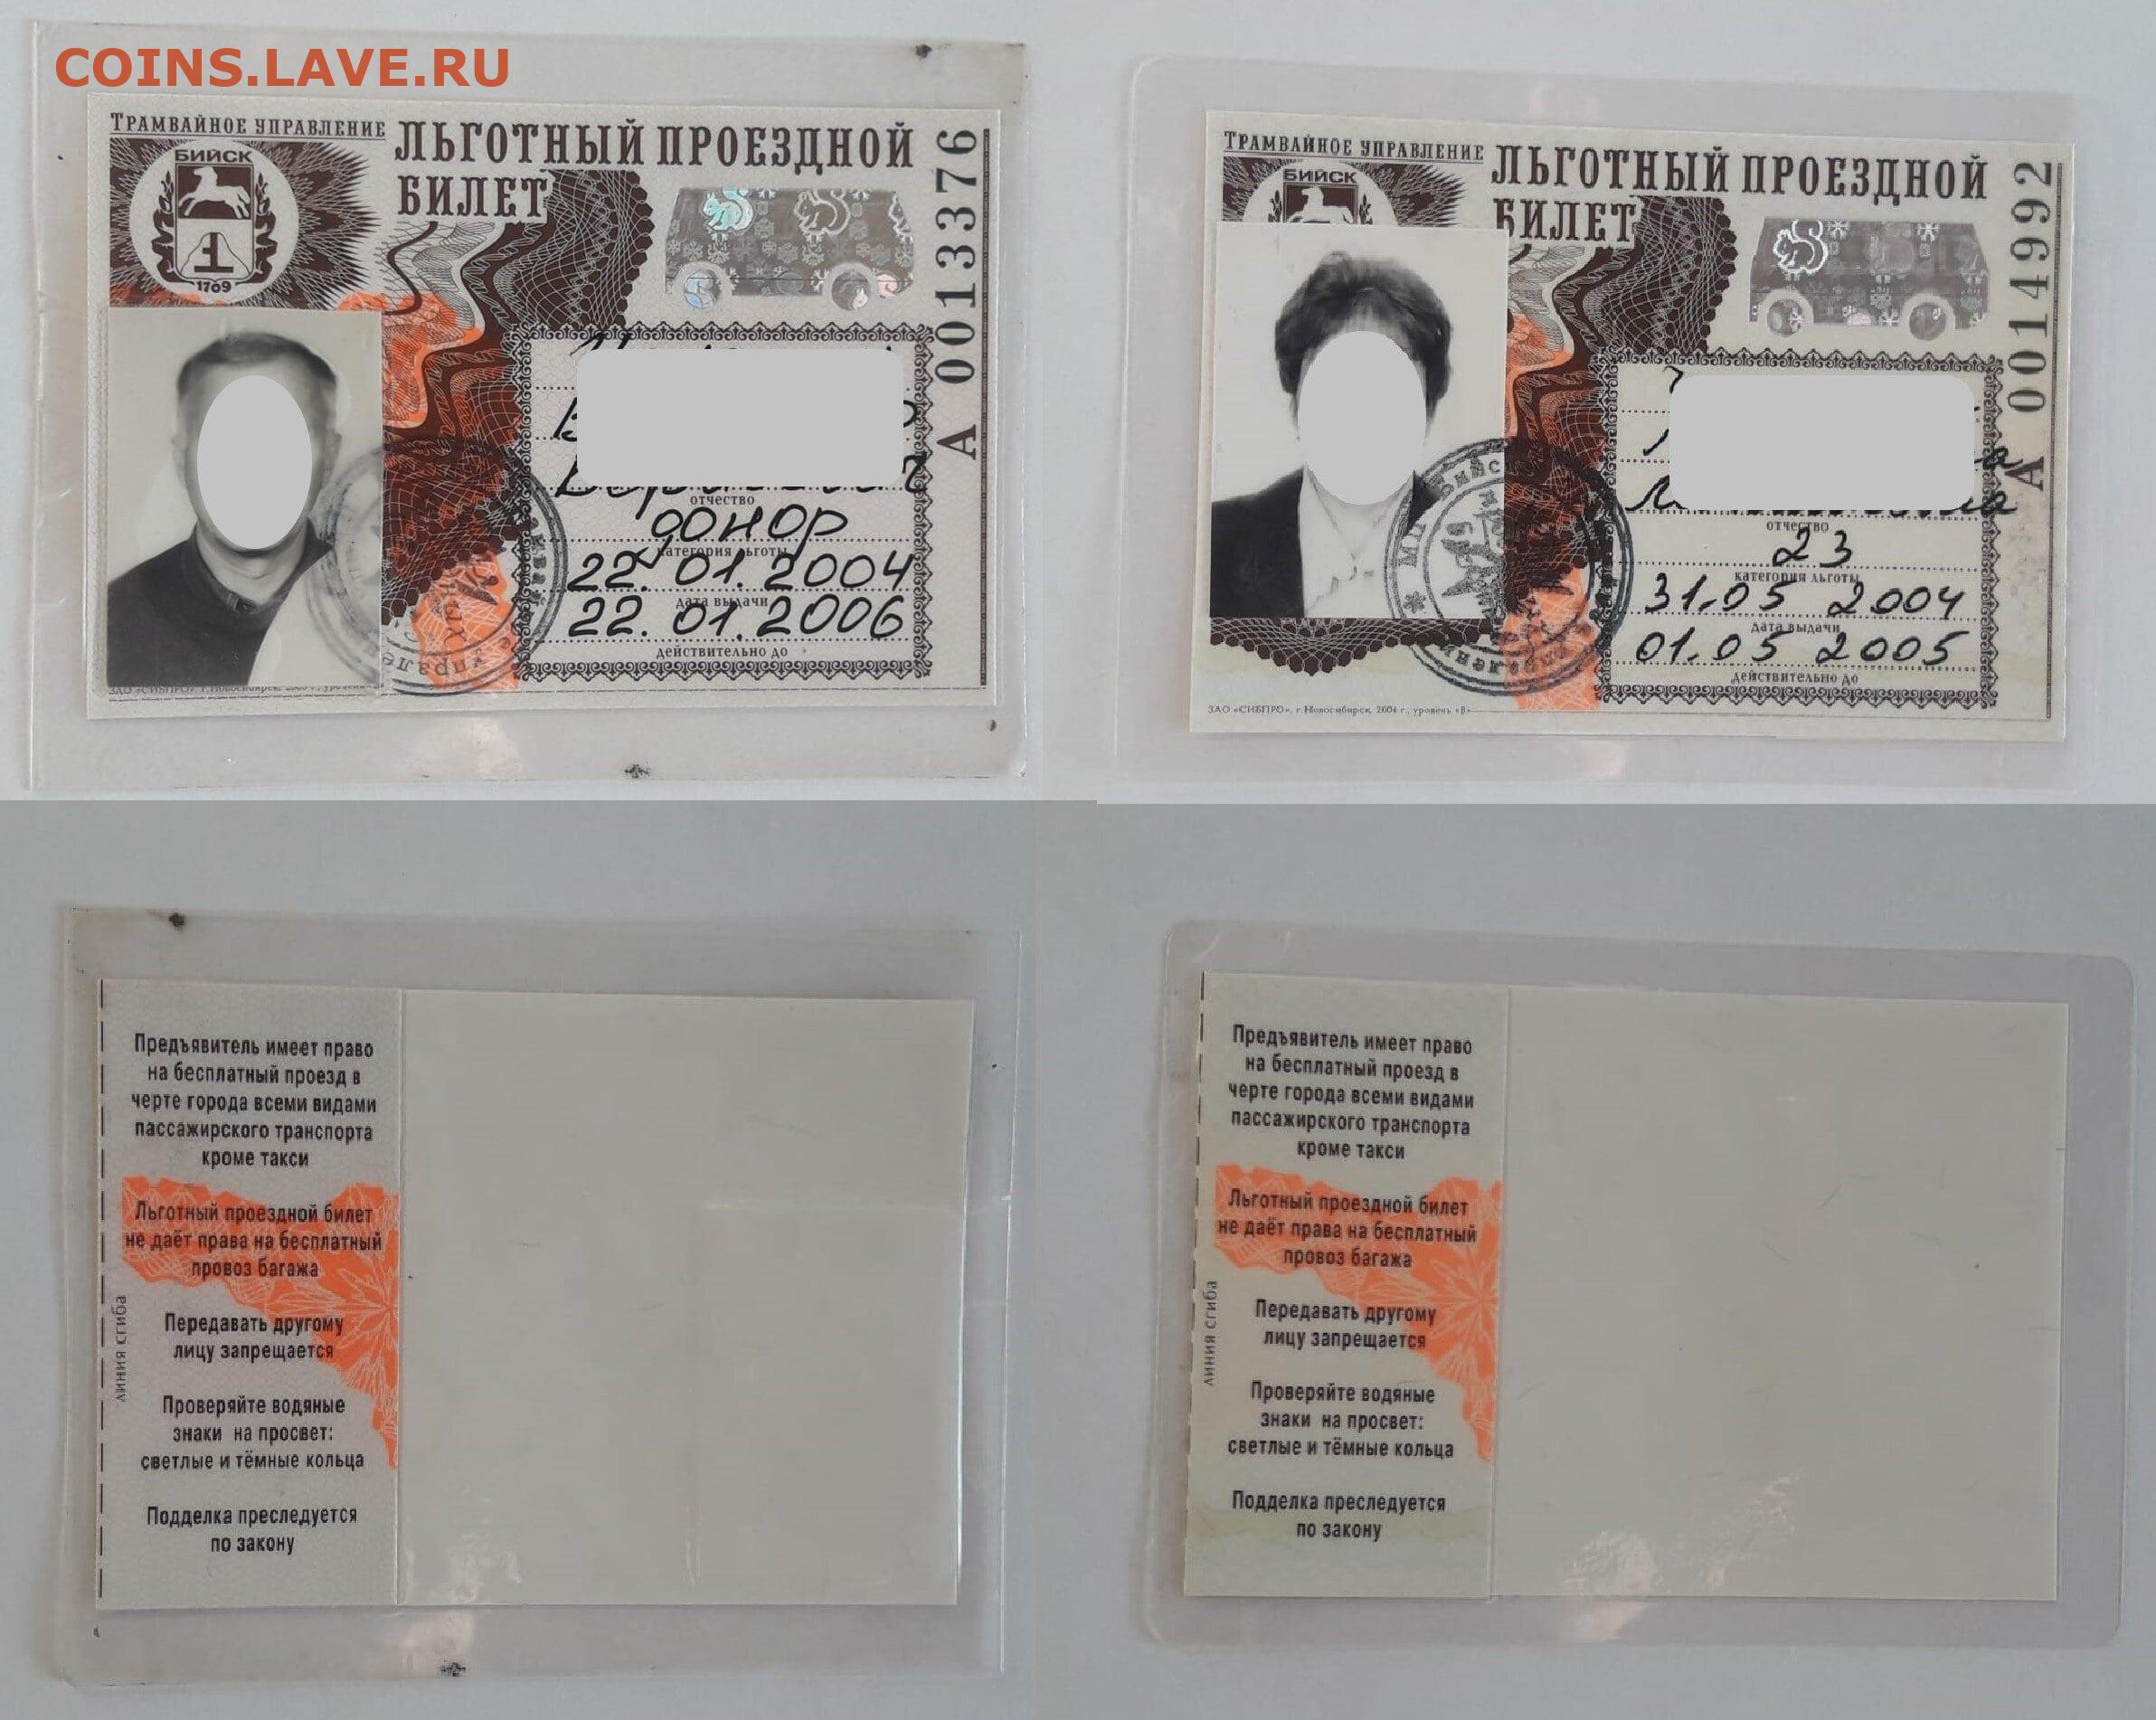 COINS.LAVE.RU
ТРАМВАЙНОЕ УПРАВЛЕНИЕ
ЛЬГОТНЫЙ ПРОЕЗДНОЙ
БИЛЕТ
БИЙСК
1709
А 0013376
отчество
донор
категория льготы
22.01.2004
дата выдачи
22.01.2006
действительно до
ЗАО «СИБПРО» г. Новосибирск,
ТРАМВАЙНОЕ УПРАВЛЕНИЕ
ЛЬГОТНЫЙ ПРОЕЗДНОЙ
БИЛЕТ
БИЙСК
А 0014992
отчество
23
категория льготы
31.05 2004
дата выдачи
01.05 2005
действительно до
ЗАО «СИБПРО», г. Новосибирск, 2004 г., уровень «В»
Предъявитель имеет право
на бесплатный проезд в
черте города всеми видами
пассажирского транспорта
кроме такси
Льготный проездной билет
не даёт права на бесплатный
провоз багажа
Передавать другому
лицу запрещается
Проверяйте водяные
знаки на просвет:
светлые и тёмные кольца
Подделка преследуется
по закону
линия сгиба
Предъявитель имеет право
на бесплатный проезд в
черте города всеми видами
пассажирского транспорта
кроме такси
Льготный проездной билет
не даёт права на бесплатный
провоз багажа
Передавать другому
лицу запрещается
Проверяйте водяные
знаки на просвет:
светлые и тёмные кольца
Подделка преследуется
по закону
линия сгиба